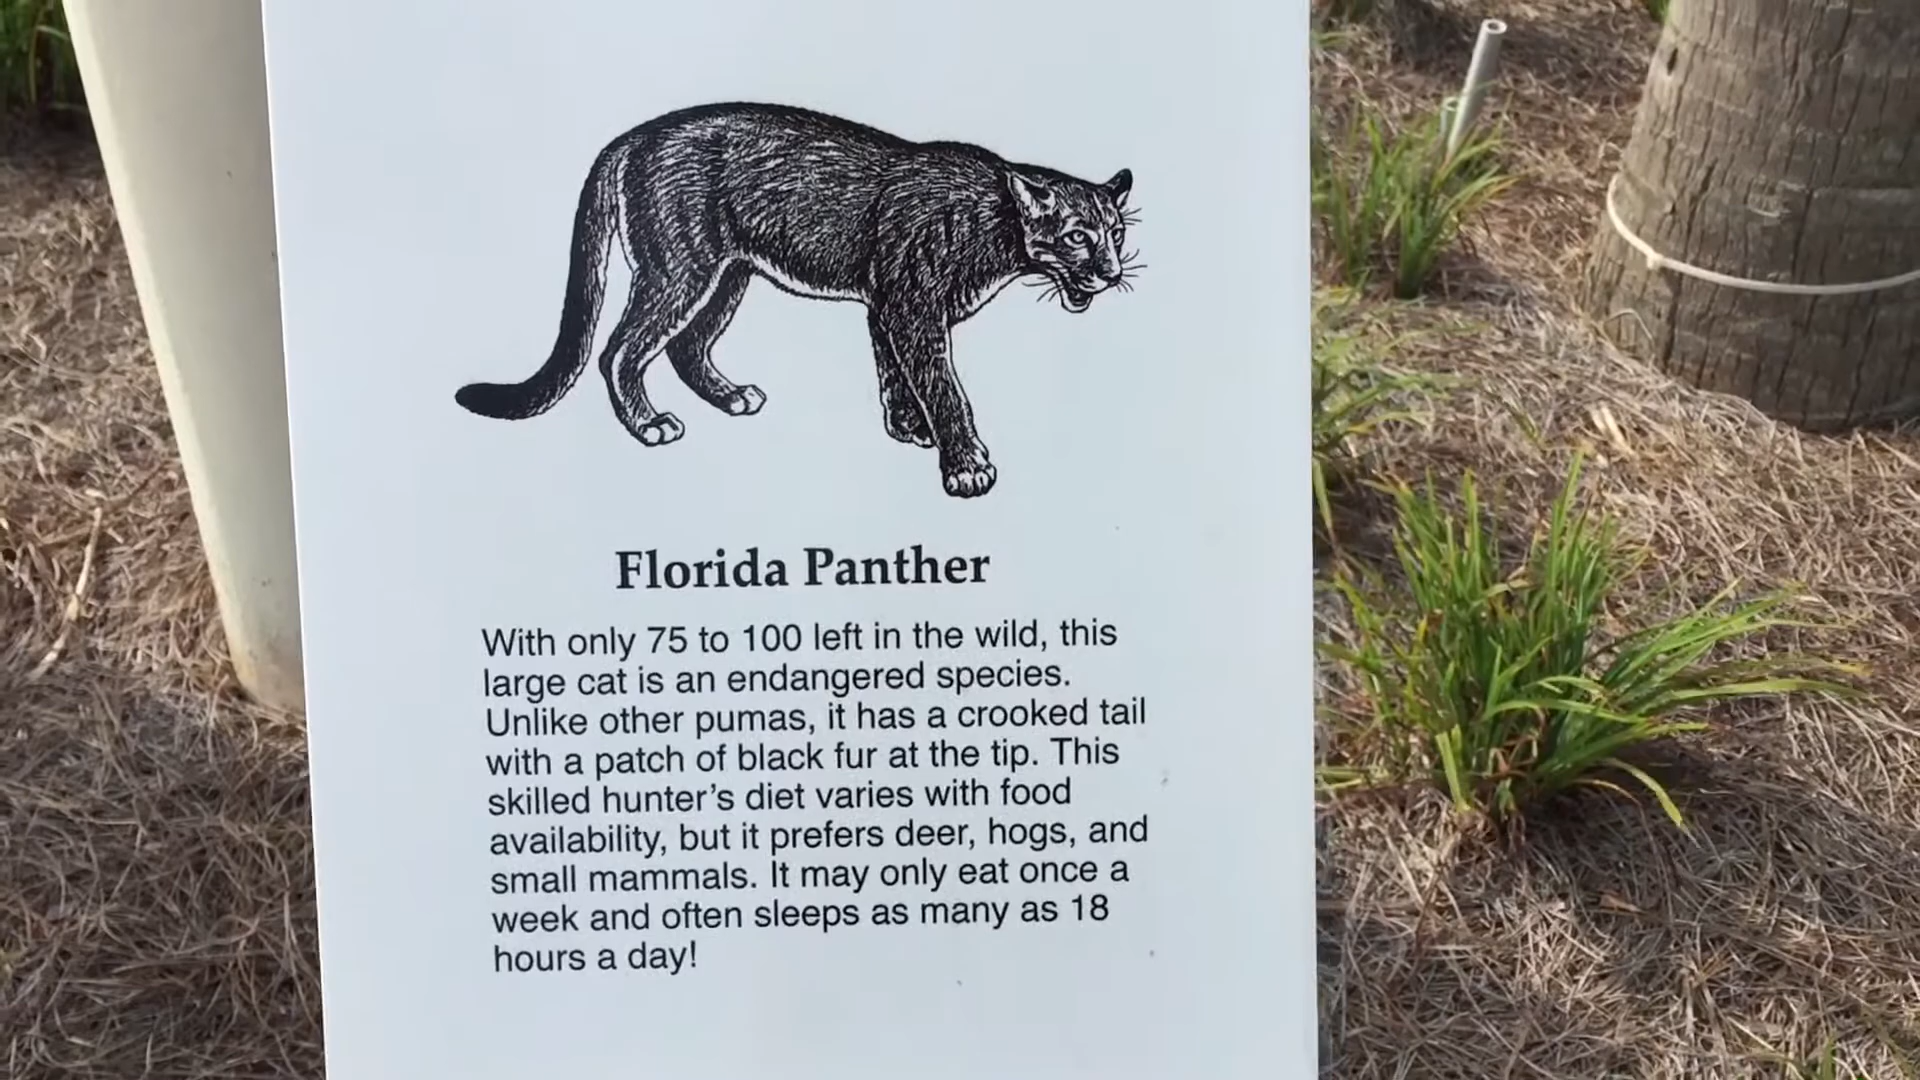 Florida Panther
With only 75 to 100 left in the wild, this
large cat is an endangered species.
Unlike other pumas, it has a crooked tail
with a patch of black fur at the tip. This
skilled hunter’s diet varies with food
availability, but it prefers deer, hogs, and
small mammals. It may only eat once a
week and often sleeps as many as 18
hours a day!